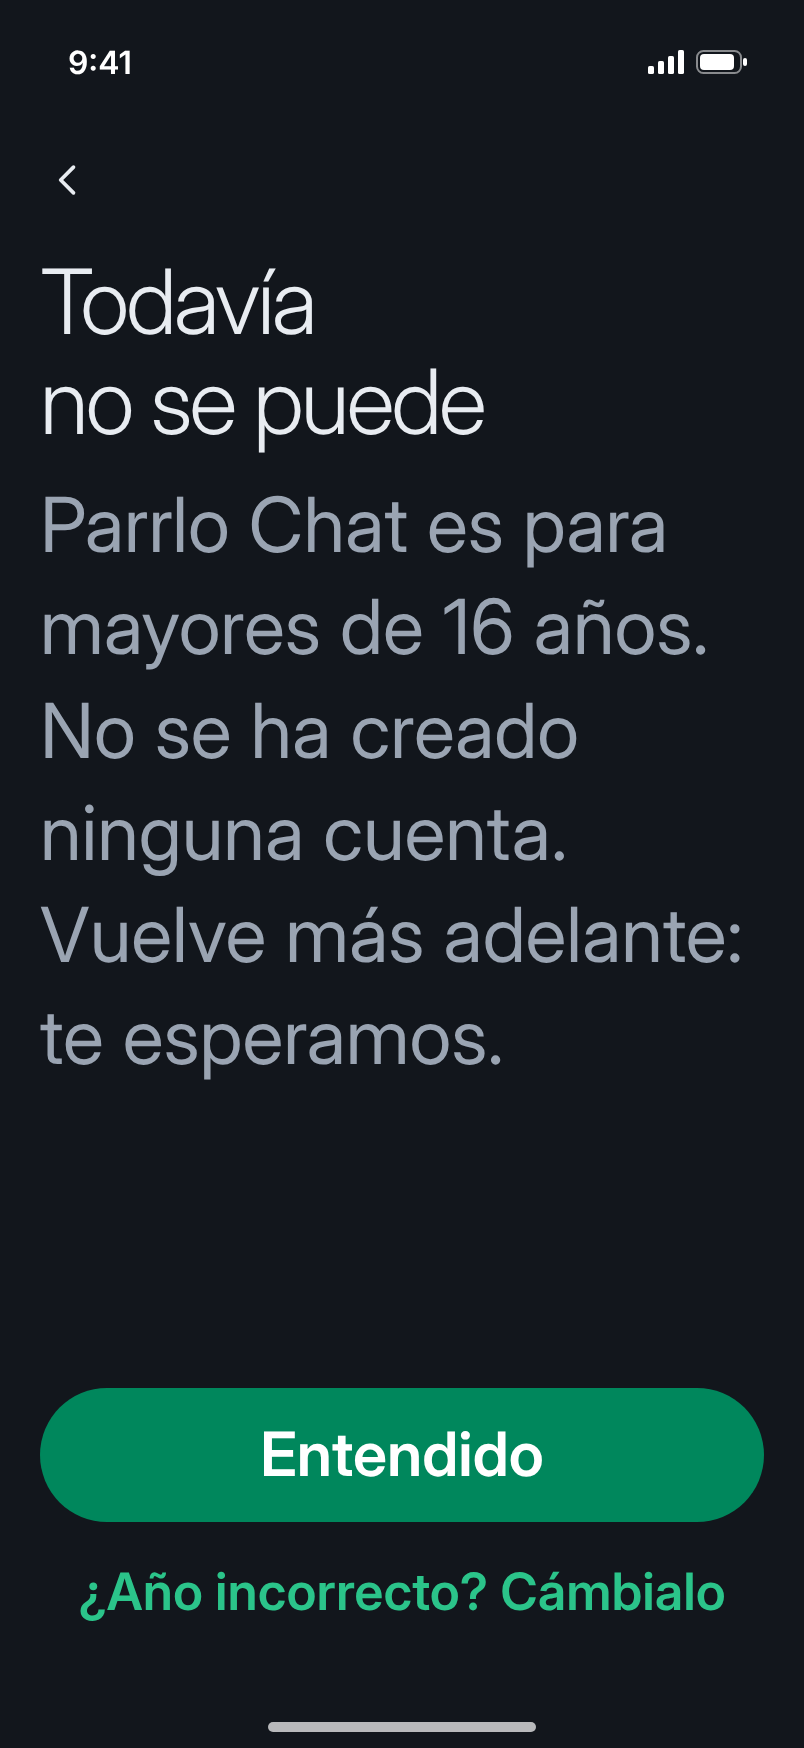 9:41
Todavía
no se puede
Parrlo Chat es para
mayores de 16 años.
No se ha creado
ninguna cuenta.
Vuelve más adelante:
te esperamos.
Entendido
¿Año incorrecto? Cámbialo